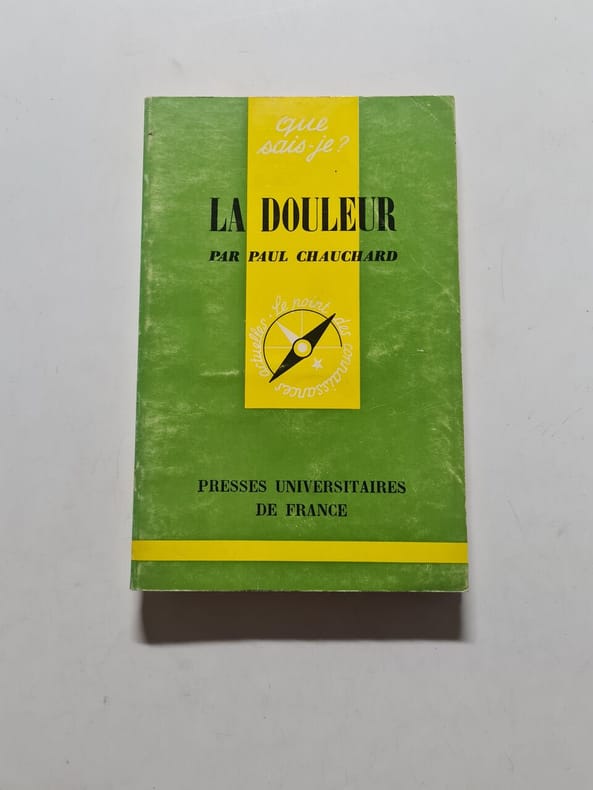 que
sais-je?
LA DOULEUR
PAR PAUL CHAUCHARD
Le point des connaissances actuelles
PRESSES UNIVERSITAIRES
DE FRANCE